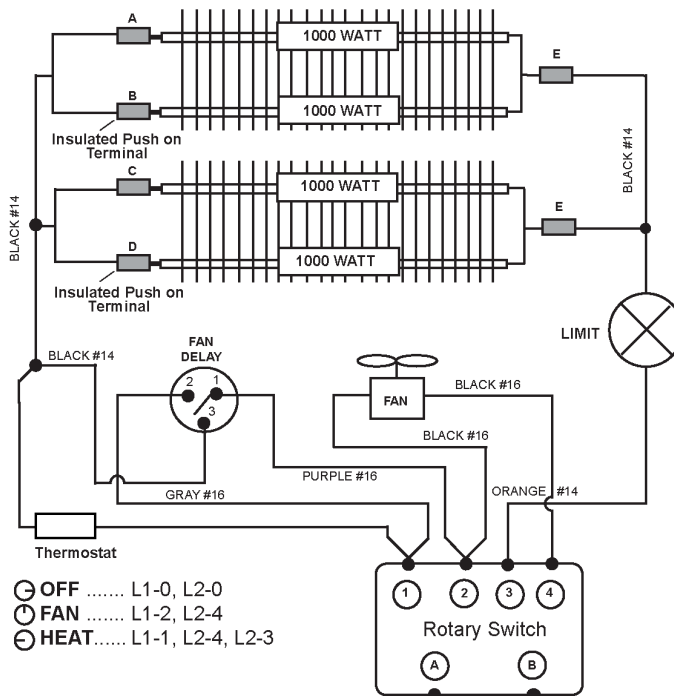 A
1000 WATT
E
B
1000 WATT
Insulated Push on
Terminal
BLACK #14
BLACK #14
C
1000 WATT
E
D
1000 WATT
Insulated Push on
Terminal
LIMIT
BLACK #14
FAN
DELAY
2
1
3
FAN
BLACK #16
BLACK #16
PURPLE #16
GRAY #16
ORANGE #14
Thermostat
1
2
3
4
Rotary Switch
A
B
OFF ....... L1-0, L2-0
FAN ....... L1-2, L2-4
HEAT...... L1-1, L2-4, L2-3